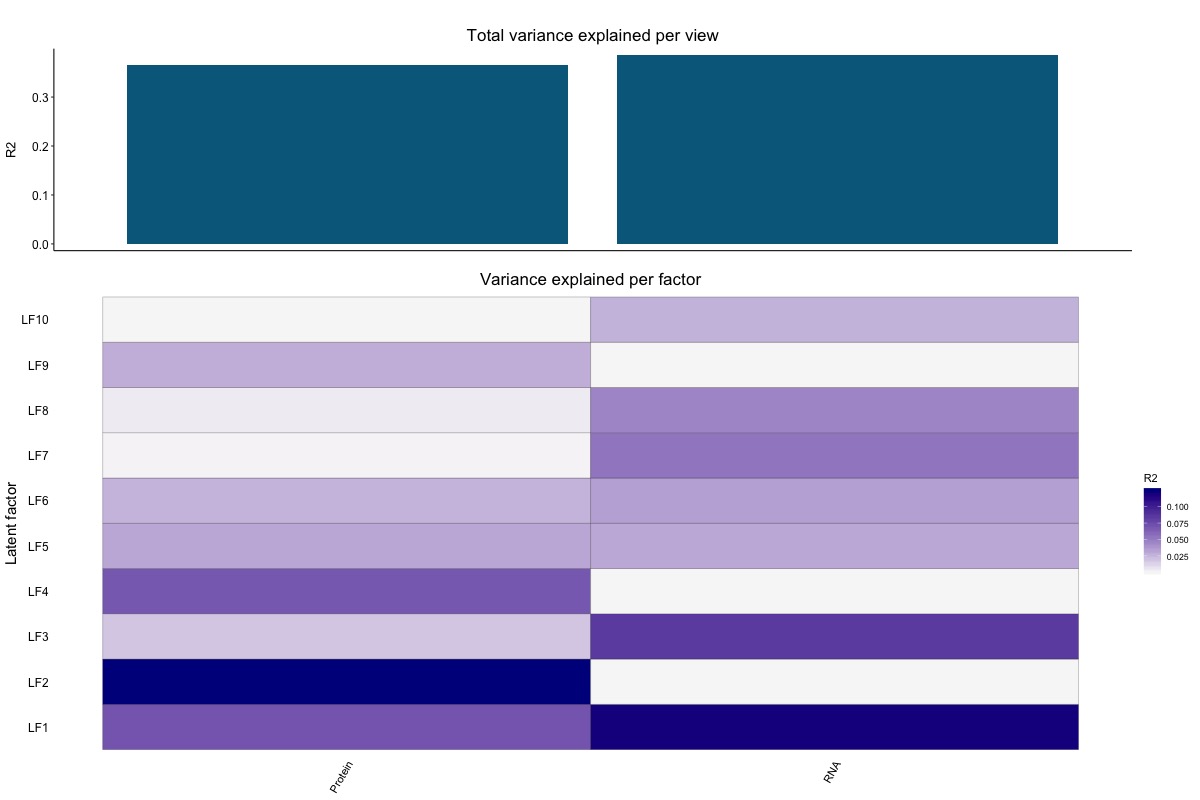 Total variance explained per view
R2
0.3
0.2
0.1
0.0
Variance explained per factor
Latent factor
LF10
LF9
LF8
LF7
LF6
LF5
LF4
LF3
LF2
LF1
Protein
RNA
R2
0.100
0.075
0.050
0.025